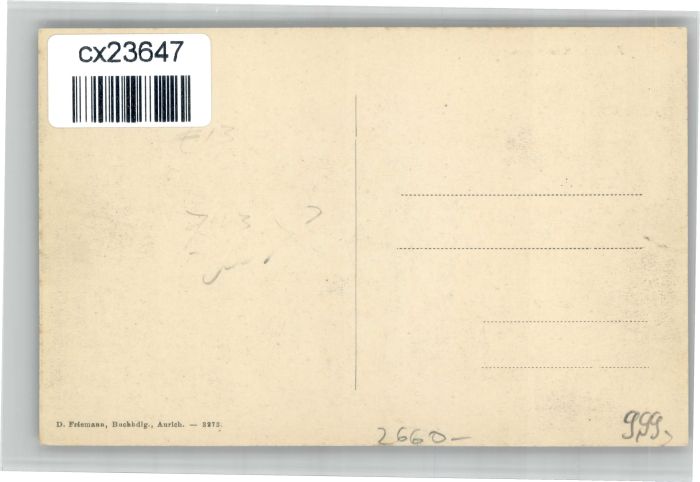 cx23647
D. Friemann, Buchhdlg., Aurich. — 3273.
2660—
999